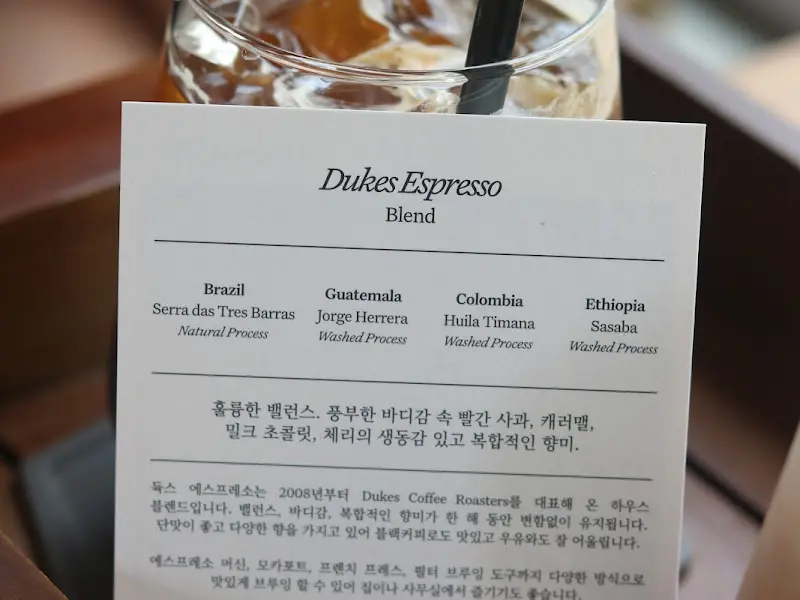 Dukes Espresso
Blend
Brazil
Serra das Tres Barras
Natural Process
Guatemala
Jorge Herrera
Washed Process
Colombia
Huila Timana
Washed Process
Ethiopia
Sasaba
Washed Process
훌륭한 밸런스. 풍부한 바디감 속 빨간 사과, 캐러맬,
밀크 초콜릿, 체리의 생동감 있고 복합적인 향미.
듁스 에스프레소는 2008년부터 Dukes Coffee Roasters를 대표해 온 하우스
블렌드입니다. 밸런스, 바디감, 복합적인 향미가 한 해 동안 변함없이 유지됩니다.
단맛이 좋고 다양한 향을 가지고 있어 블랙커피로도 맛있고 우유와도 잘 어울립니다.
에스프레소 머신, 모카포트, 프렌치 프레스, 필터 브루잉 도구까지 다양한 방식으로
맛있게 브루잉 할 수 있어 집이나 사무실에서 즐기기도 좋습니다.